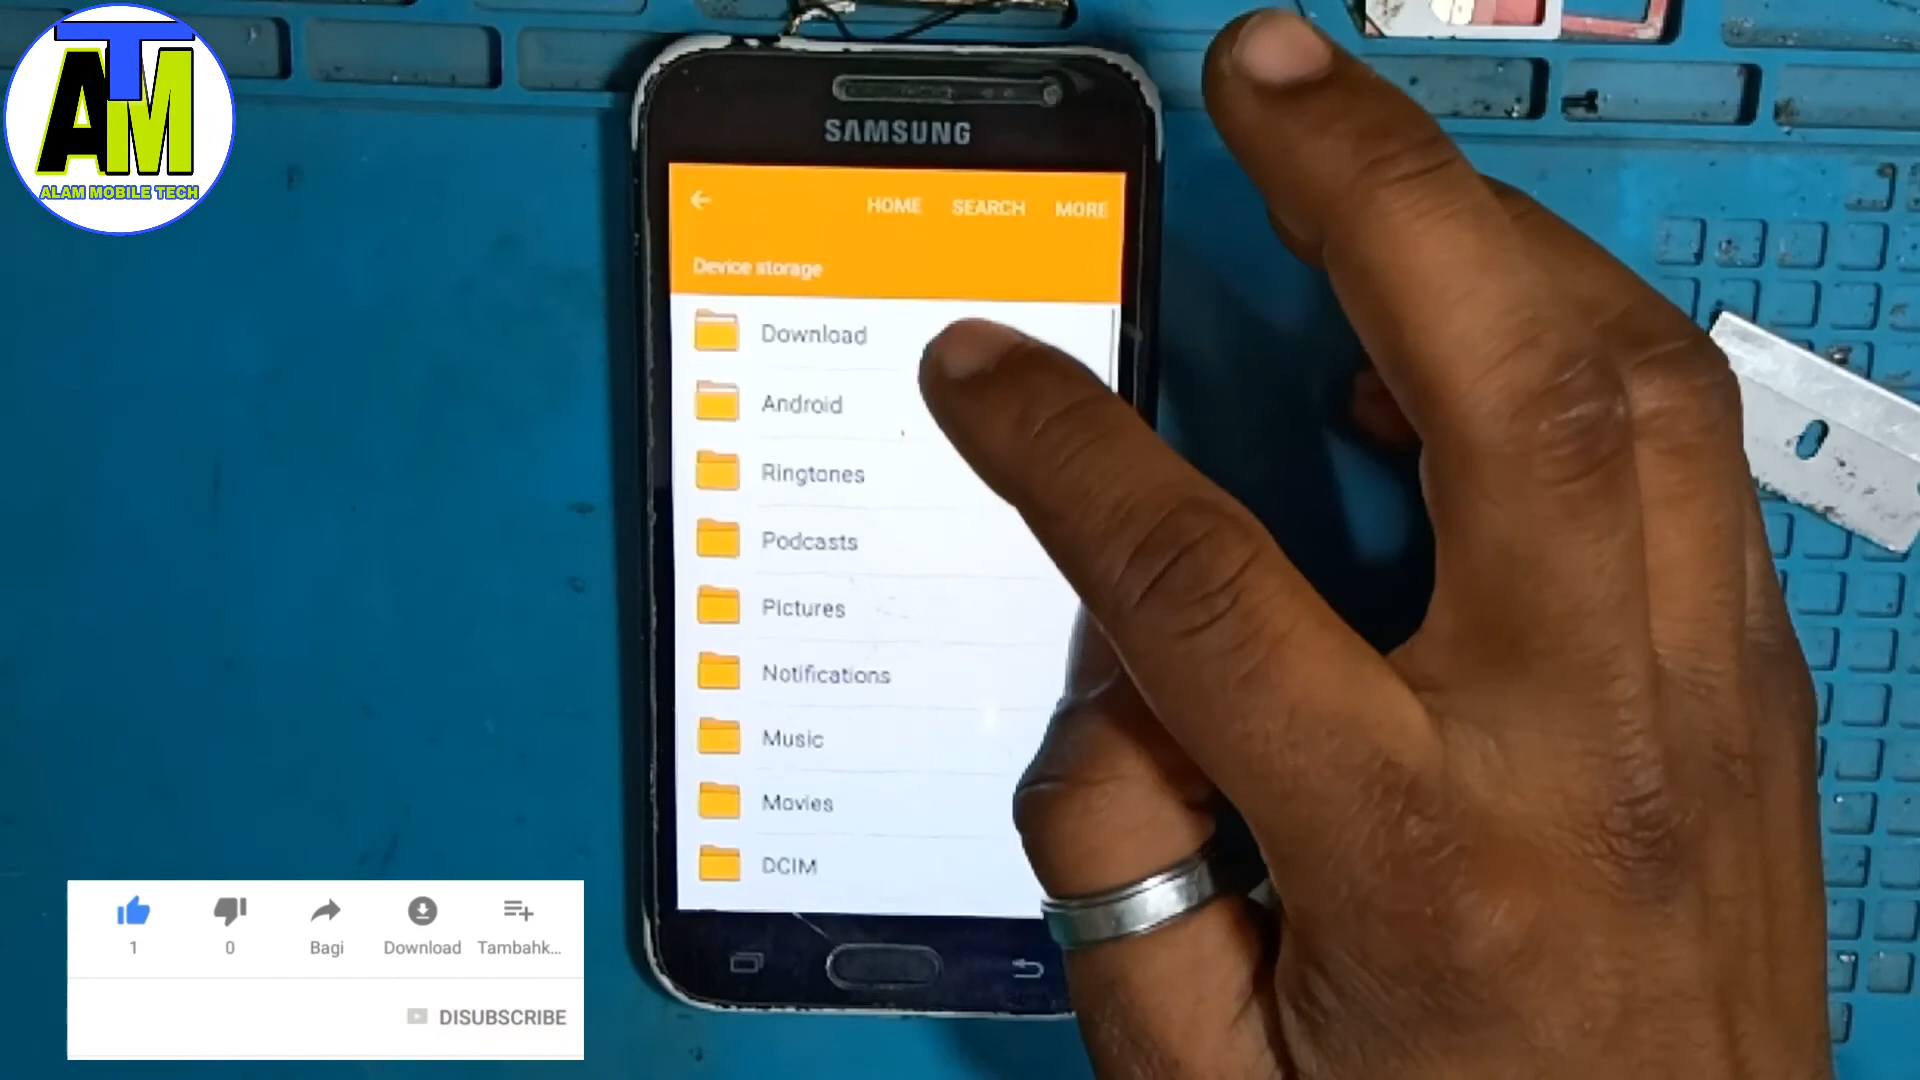 ATM
ALAM MOBILE TECH
SAMSUNG
HOME SEARCH MORE
Device storage
Download
Android
Ringtones
Podcasts
Pictures
Notifications
Music
Movies
DCIM
1 0 Bagi Download Tambahk...
DISUBSCRIBE